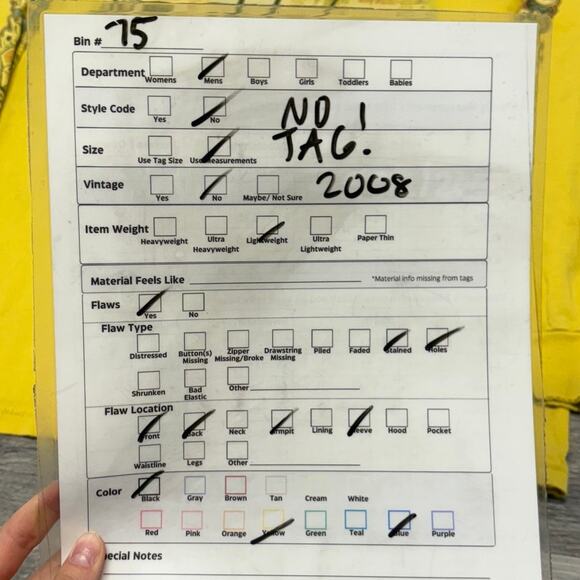 Bin # 75
Department Womens Mens Boys Girls Toddlers Babies
Style Code Yes No NO
Size Use Tag Size Use Measurements TAG!
Vintage Yes No Maybe/ Not Sure 2008
Item Weight Heavyweight Ultra Heavyweight Lightweight Ultra Lightweight Paper Thin
Material Feels Like *Material info missing from tags
Flaws Yes No
Flaw Type
Distressed Button(s) Missing Zipper Missing/Broke Drawstring Missing Piled Faded Stained Holes
Shrunken Bad Elastic Other
Flaw Location
Front Back Neck Armpit Lining Sleeve Hood Pocket
Waistline Legs Other
Color Black Gray Brown Tan Cream White
Red Pink Orange Yellow Green Teal Blue Purple
Special Notes